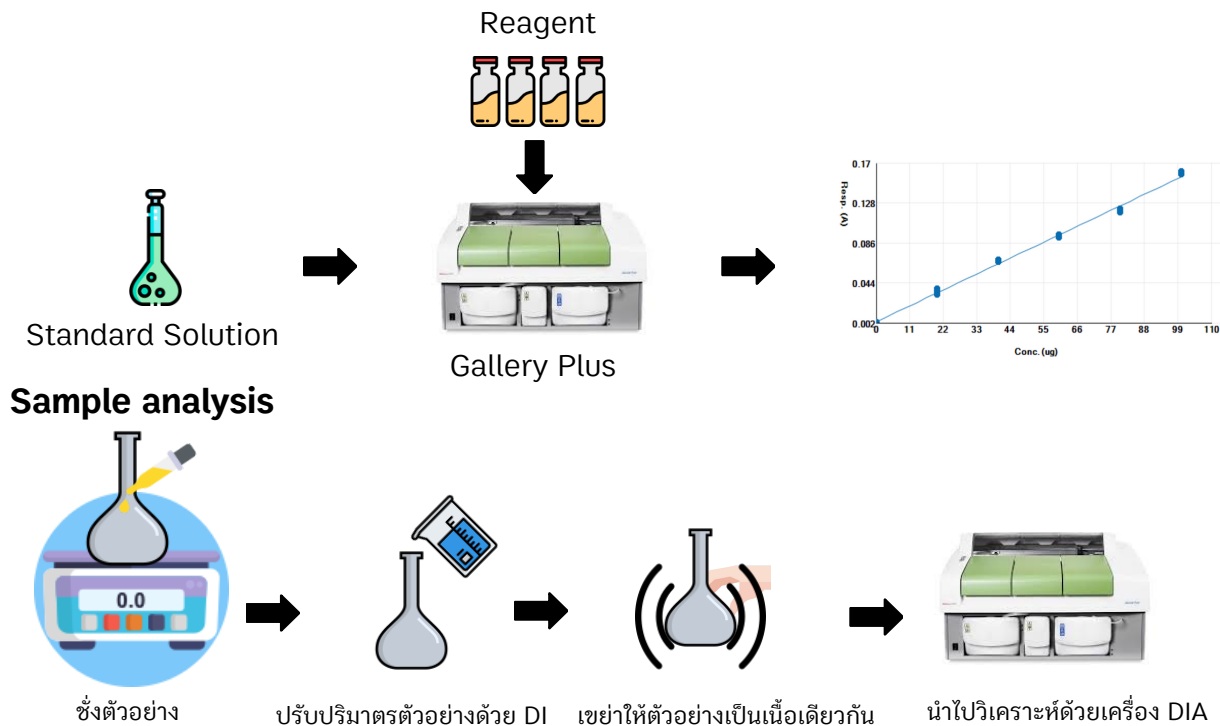 Reagent
Standard Solution
Gallery Plus
Resp. (A)
0.17
0.128
0.086
0.044
0.002
0 11 22 33 44 55 66 77 88 99 110
Conc. (ug)
Sample analysis
0.0
ชั่งตัวอย่าง
ปรับปริมาตรตัวอย่างด้วย DI
เขย่าให้ตัวอย่างเป็นเนื้อเดียวกัน
นำไปวิเคราะห์ด้วยเครื่อง DIA